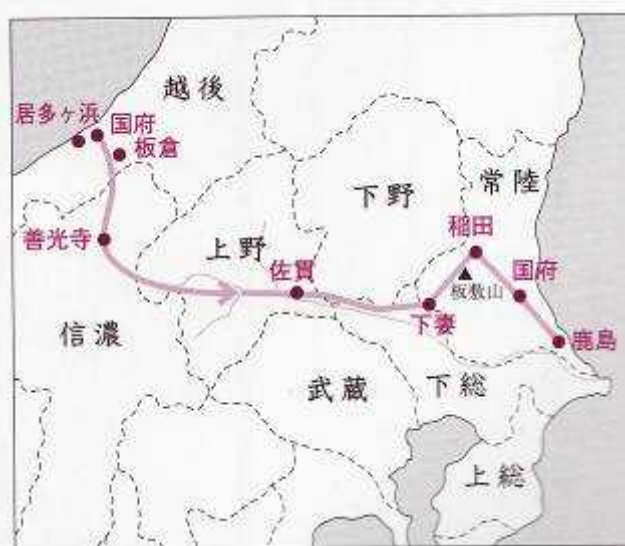 越後
居多ヶ浜
国府
板倉
下野
常陸
善光寺
上野
稲田
佐貫
国府
板敷山
下妻
信濃
鹿島
武蔵
下総
上総